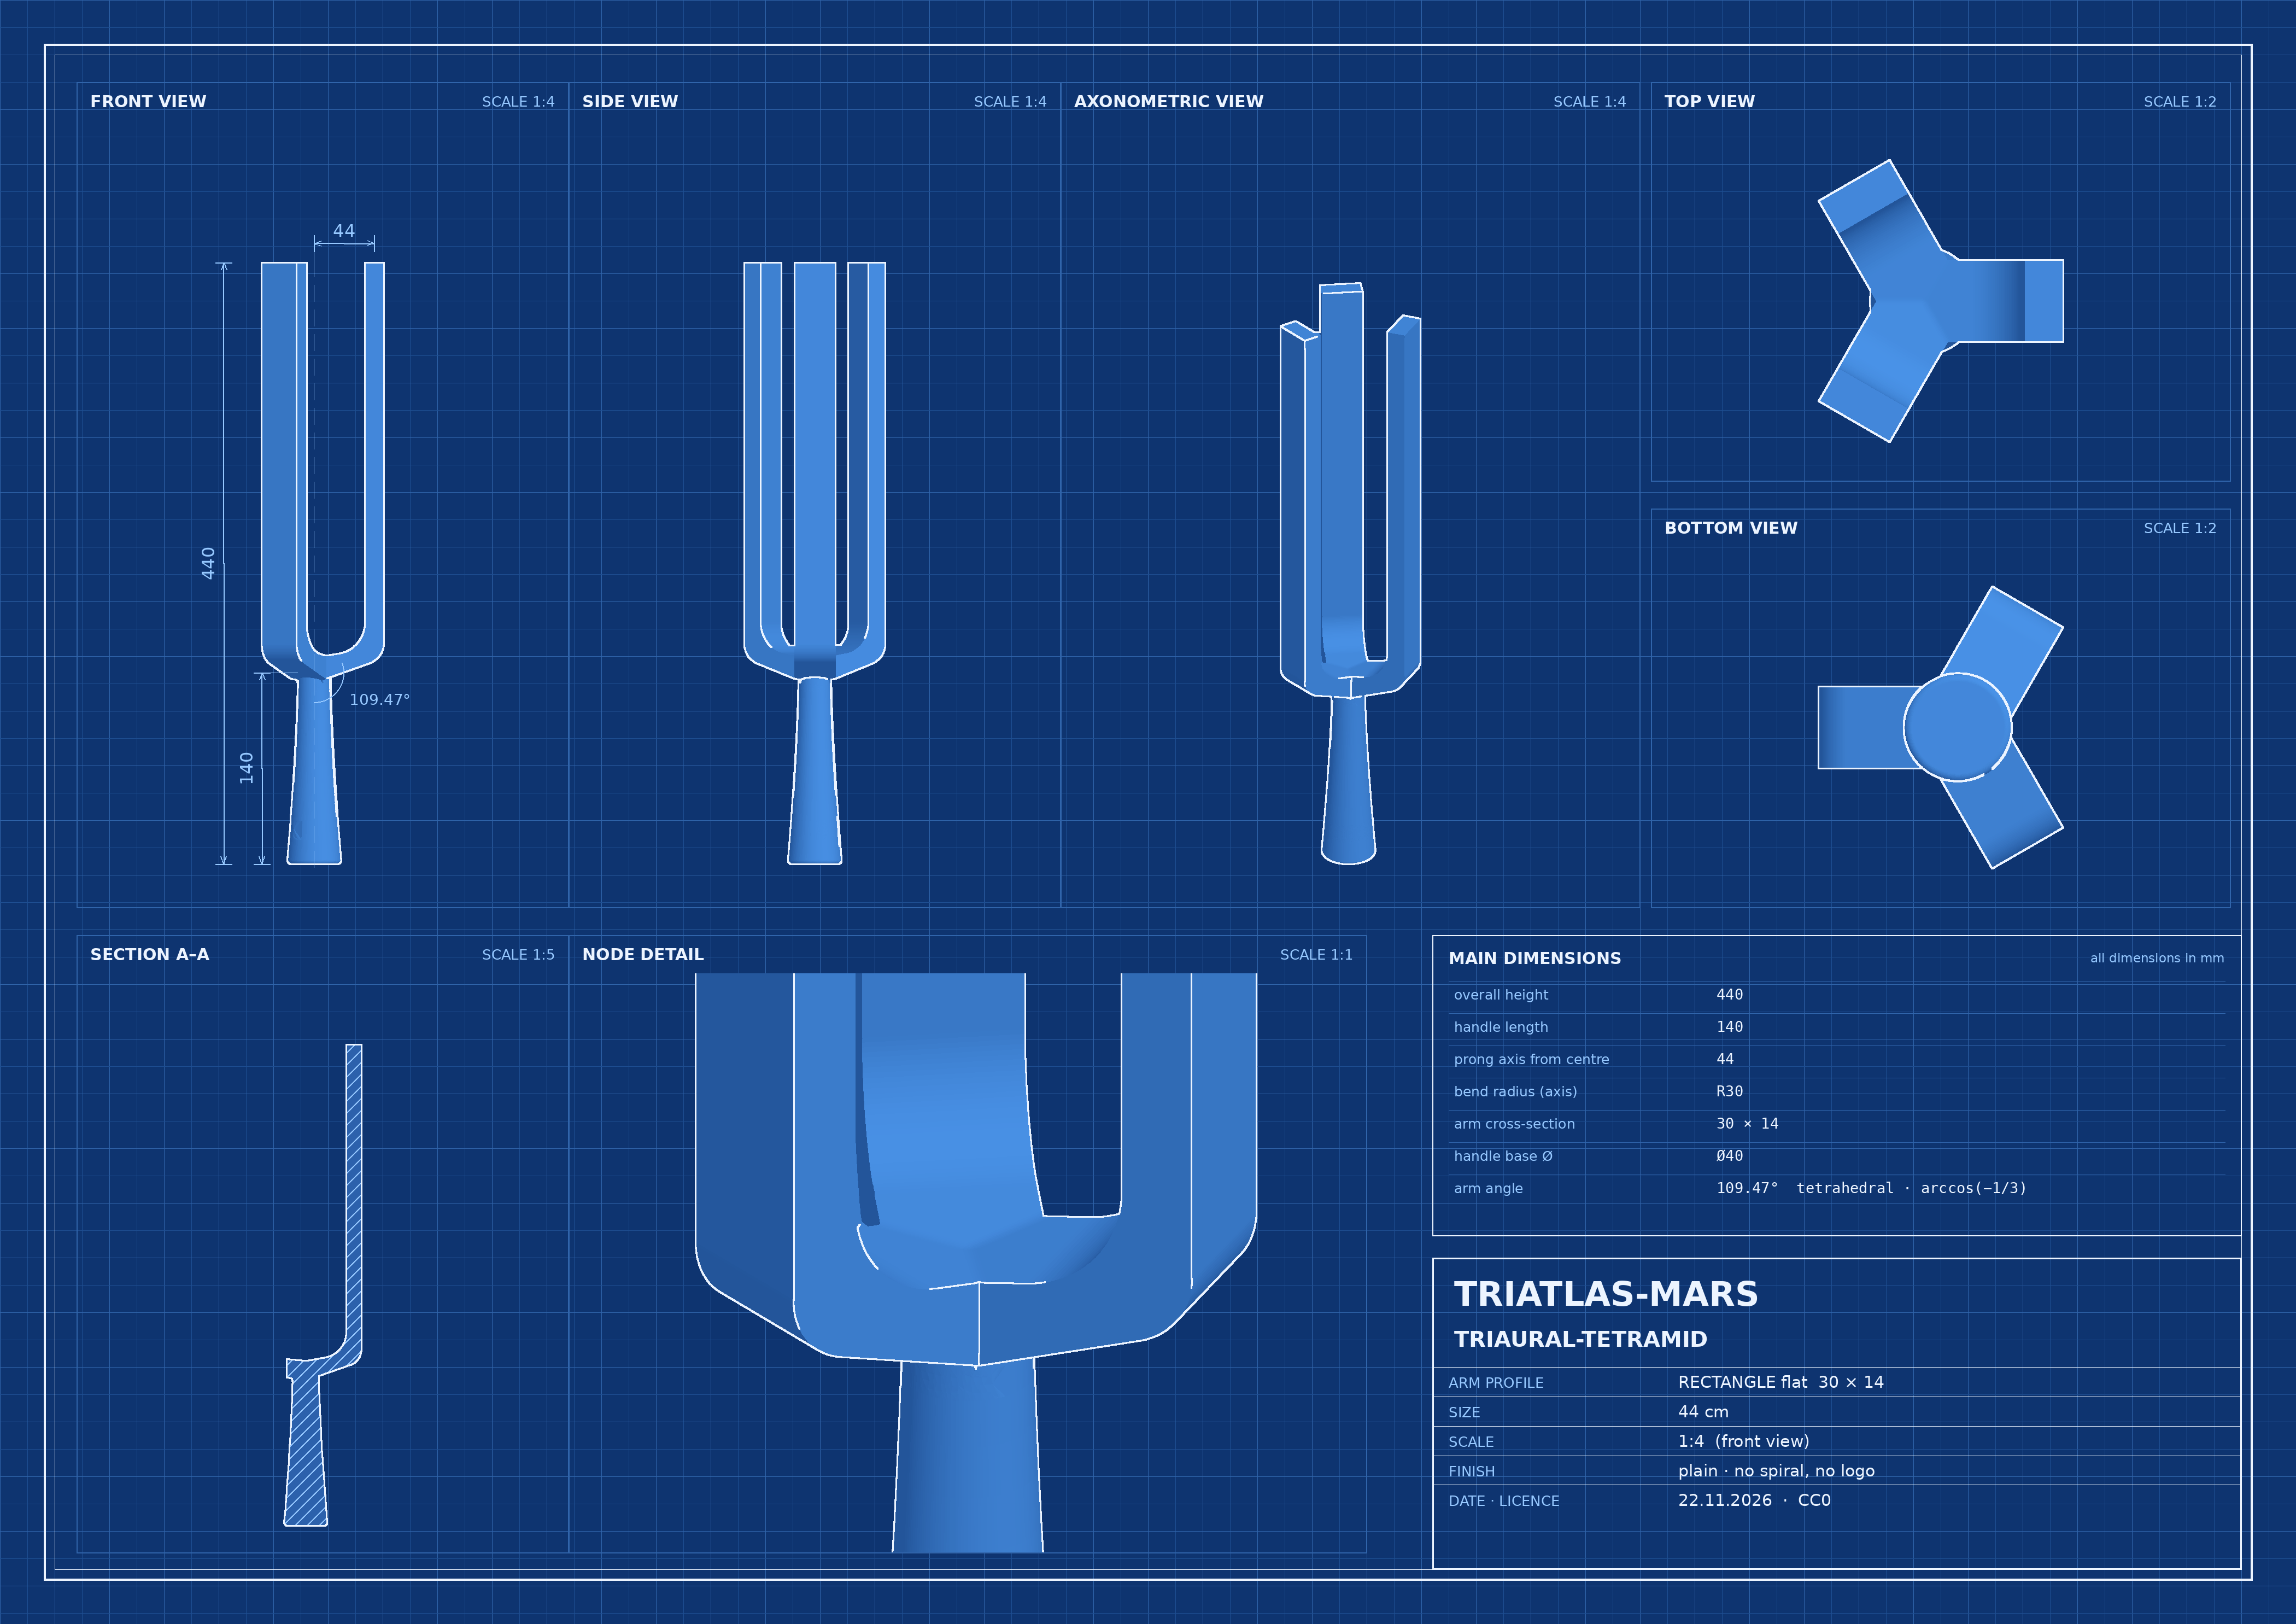 FRONT VIEW SCALE 1:4
SIDE VIEW SCALE 1:4
AXONOMETRIC VIEW SCALE 1:4
TOP VIEW SCALE 1:2
44
440
140
109.47°
BOTTOM VIEW SCALE 1:2
SECTION A–A SCALE 1:5
NODE DETAIL SCALE 1:1
MAIN DIMENSIONS all dimensions in mm
overall height 440
handle length 140
prong axis from centre 44
bend radius (axis) R30
arm cross-section 30 × 14
handle base Ø Ø40
arm angle 109.47° tetrahedral · arccos(−1/3)
TRIATLAS-MARS
TRIAURAL-TETRAMID
ARM PROFILE RECTANGLE flat 30 × 14
SIZE 44 cm
SCALE 1:4 (front view)
FINISH plain · no spiral, no logo
DATE · LICENCE 22.11.2026 · CC0